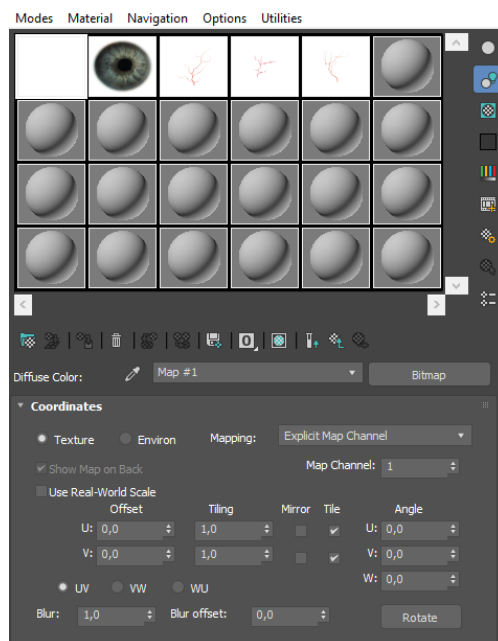 Modes Material Navigation Options Utilities
0
Diffuse Color: Map #1 Bitmap
Coordinates
Texture Environ Mapping: Explicit Map Channel
Show Map on Back Map Channel: 1
Use Real-World Scale
Offset Tiling Mirror Tile Angle
U: 0,0 1,0 U: 0,0
V: 0,0 1,0 V: 0,0
W: 0,0
UV VW WU
Blur: 1,0 Blur offset: 0,0 Rotate